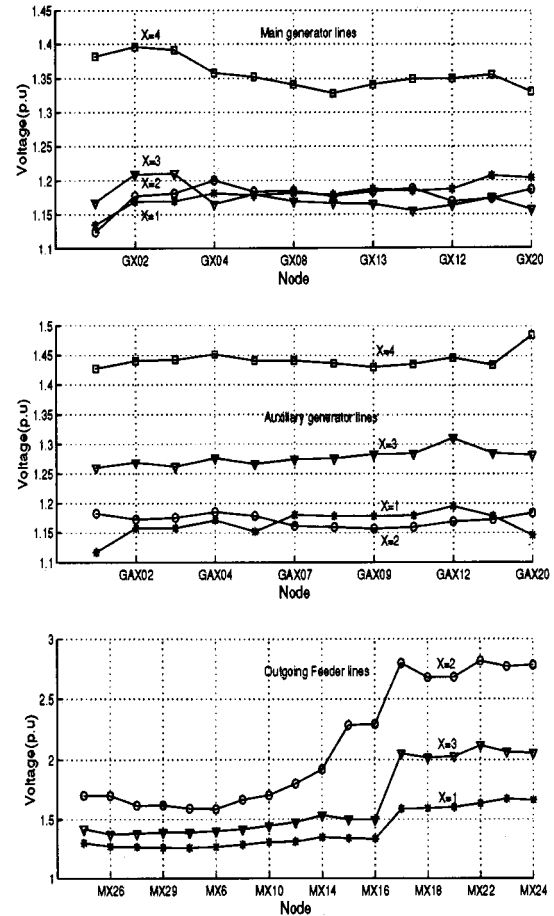 1.45
Main generator lines
X=4
1.4
1.35
1.3
Voltage(p.u)
1.25
X=3
1.2
X=2
1.15
X=1
1.1
GX02 GX04 GX08 GX13 GX12 GX20
Node
1.5
1.45
X=4
1.4
1.35
Voltage(p.u)
Auxiliary generator lines
1.3
X=3
1.25
1.2
X=1
1.15
X=2
1.1
GAX02 GAX04 GAX07 GAX09 GAX12 GAX20
Node
3
Outgoing Feeder lines
X=2
2.5
Voltage(p.u)
X=3
2
X=1
1.5
1
MX26 MX29 MX6 MX10 MX14 MX16 MX18 MX22 MX24
Node